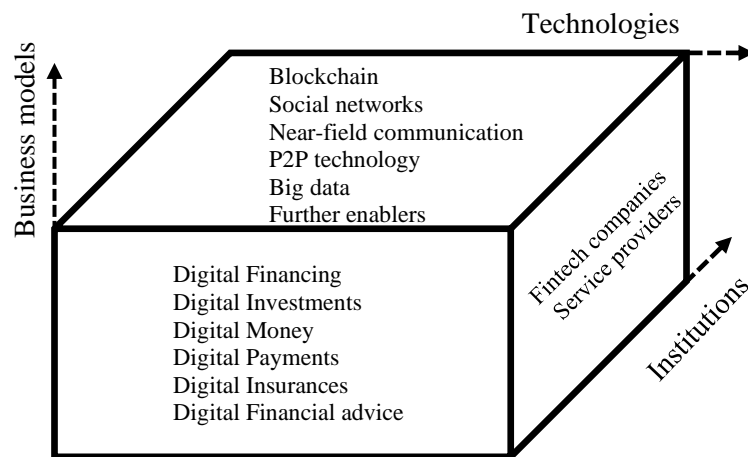 Technologies
Business models
Blockchain
Social networks
Near-field communication
P2P technology
Big data
Further enablers
Digital Financing
Digital Investments
Digital Money
Digital Payments
Digital Insurances
Digital Financial advice
Fintech companies
Service providers
Institutions